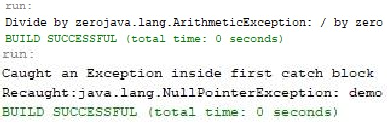 run:
Divide by zerojava.lang.ArithmeticException: / by zero
BUILD SUCCESSFUL (total time: 0 seconds)
run:
Caught an Exception inside first catch block
Recaught:java.lang.NullPointerException: demo
BUILD SUCCESSFUL (total time: 0 seconds)